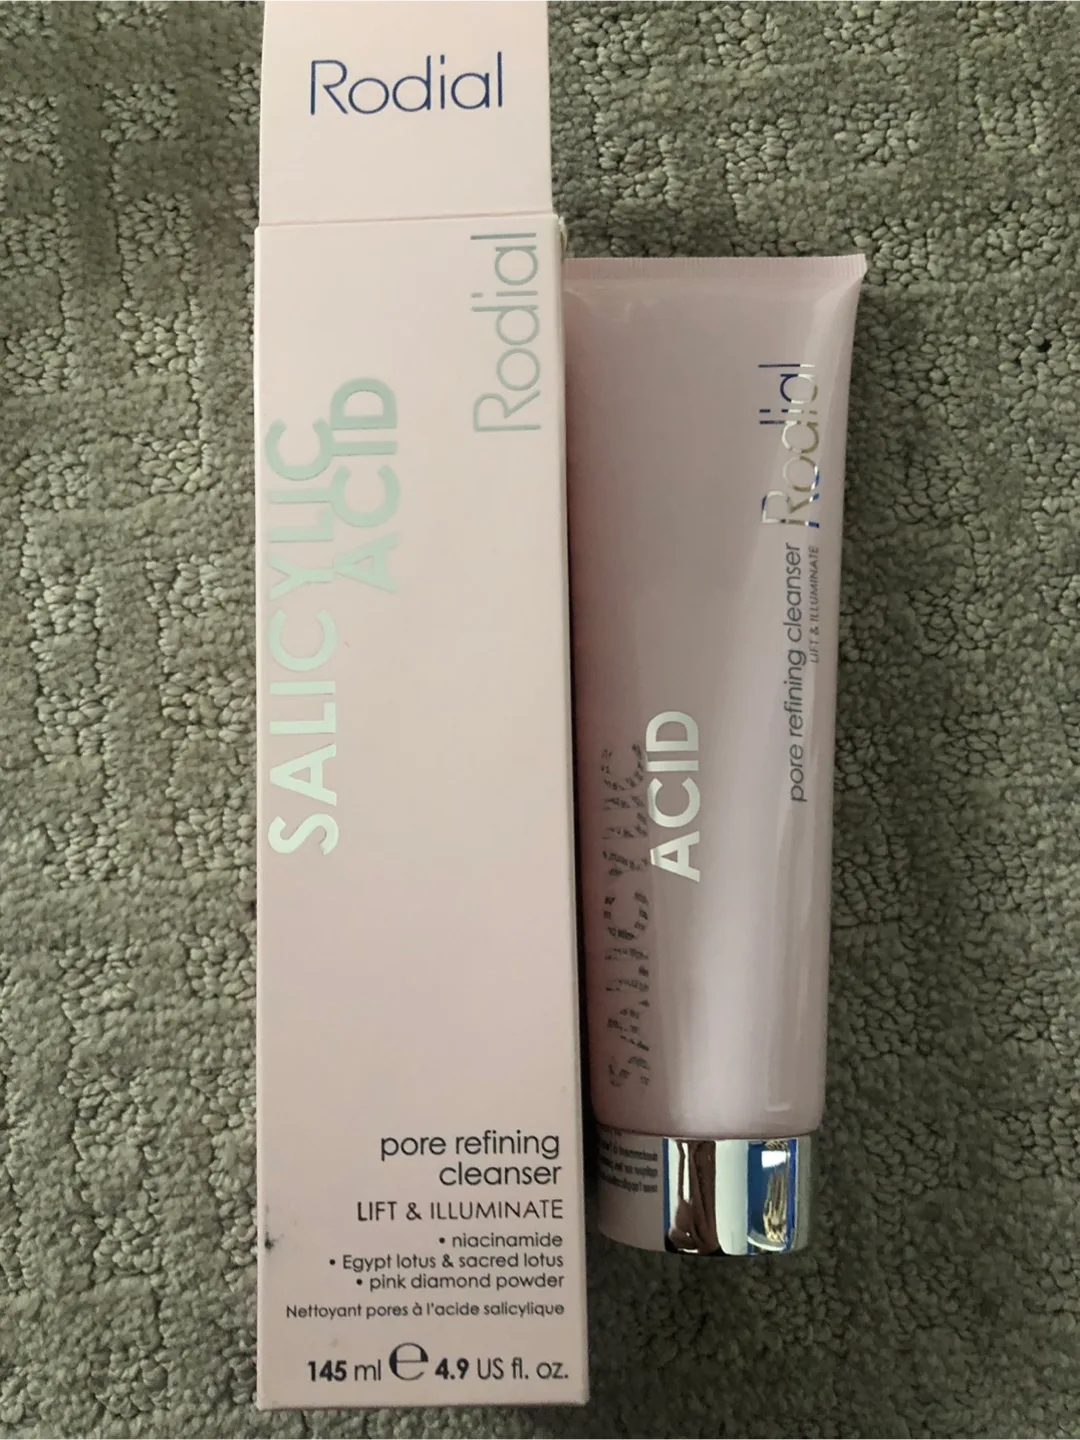 Rodial
Rodial
SALICYLIC
ACID
pore refining
cleanser
LIFT & ILLUMINATE
• niacinamide
• Egypt lotus & sacred lotus
• pink diamond powder
Nettoyant pores à l'acide salicylique
145 ml ℮ 4.9 US fl. oz.
SALICYLIC
ACID
Rodial
pore refining cleanser
LIFT & ILLUMINATE